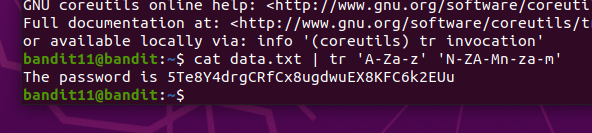 GNU coreutils online help: <http://www.gnu.org/software/coreuti
Full documentation at: <http://www.gnu.org/software/coreutils/t
or available locally via: info '(coreutils) tr invocation'
bandit11@bandit:~$ cat data.txt | tr 'A-Za-z' 'N-ZA-Mn-za-m'
The password is 5Te8Y4drgCRfCx8ugdwuEX8KFC6k2EUu
bandit11@bandit:~$